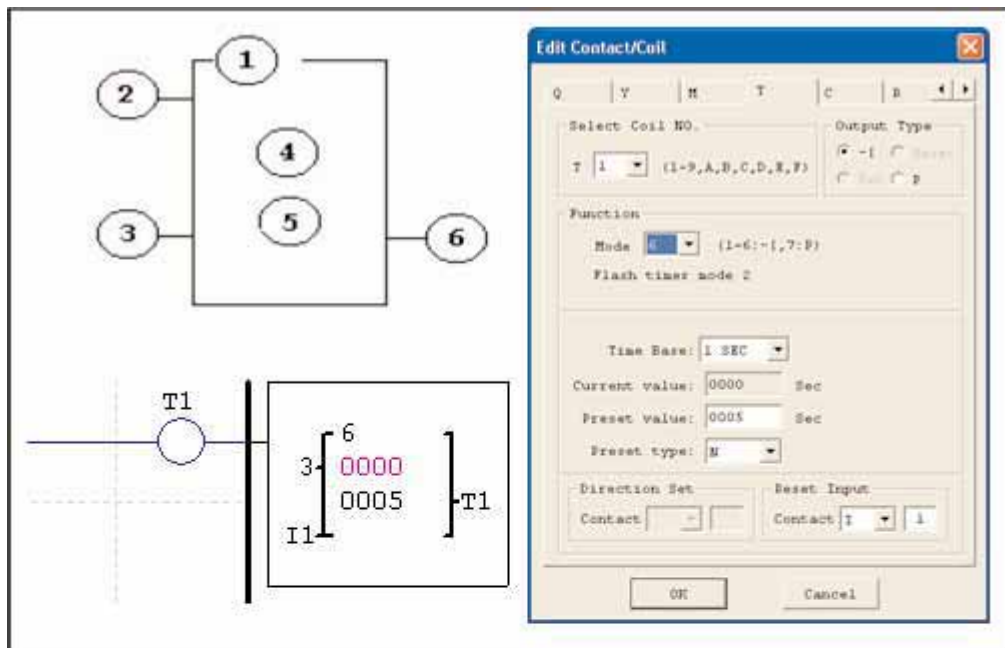 1
2
3
4
5
6
T1
6
3
0000
0005
I1
T1
Edit Contact/Coil
Q Y M T C R
Select Coil NO.
T 1 (1-9,A,B,C,D,E,F)
Output Type
-[
P
Function
Mode 6 (1-6:-[,7:P)
Flash timer mode 2
Time Base: 1 SEC
Current value: 0000 Sec
Preset value: 0005 Sec
Preset type: N
Direction Set
Contact
Reset Input
Contact I 1
OK
Cancel